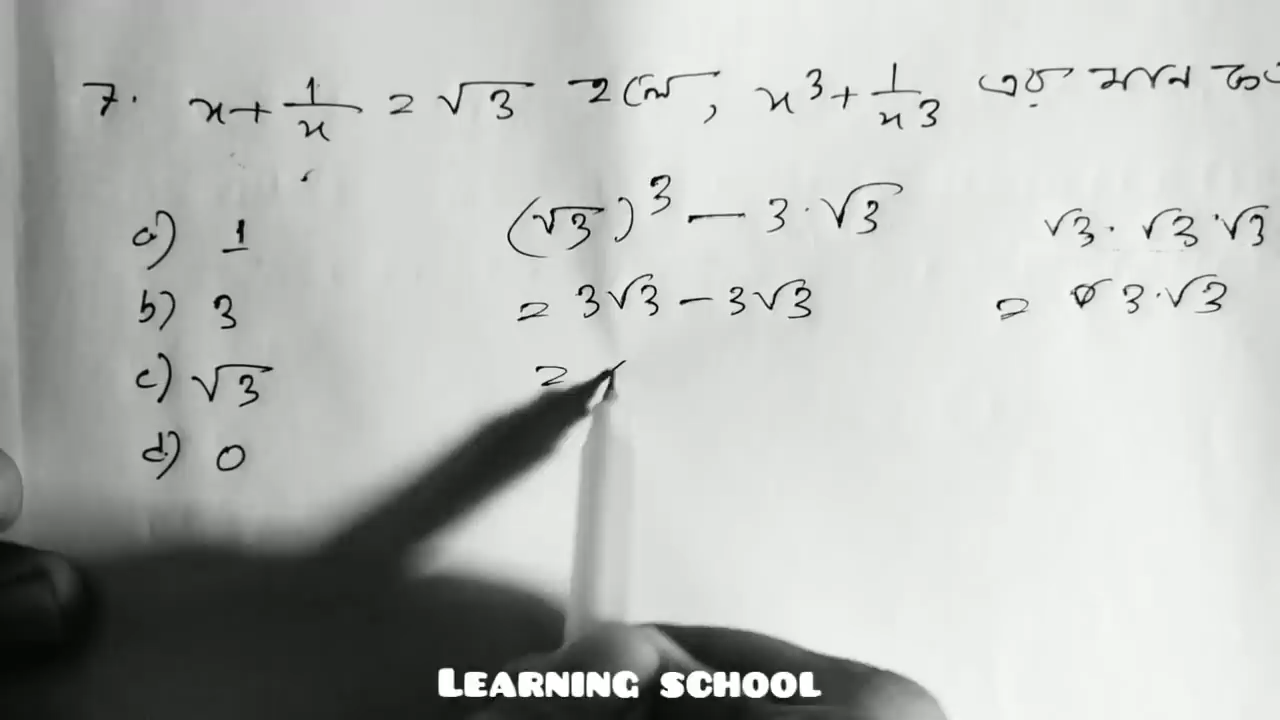 7. x + 1/x = √3 হলে, x³ + 1/x³ এর মান কত
a) 1
b) 3
c) √3
d) 0
(√3)³ – 3·√3
= 3√3 – 3√3
=
√3· √3·√3
= 3·√3
LEARNING SCHOOL